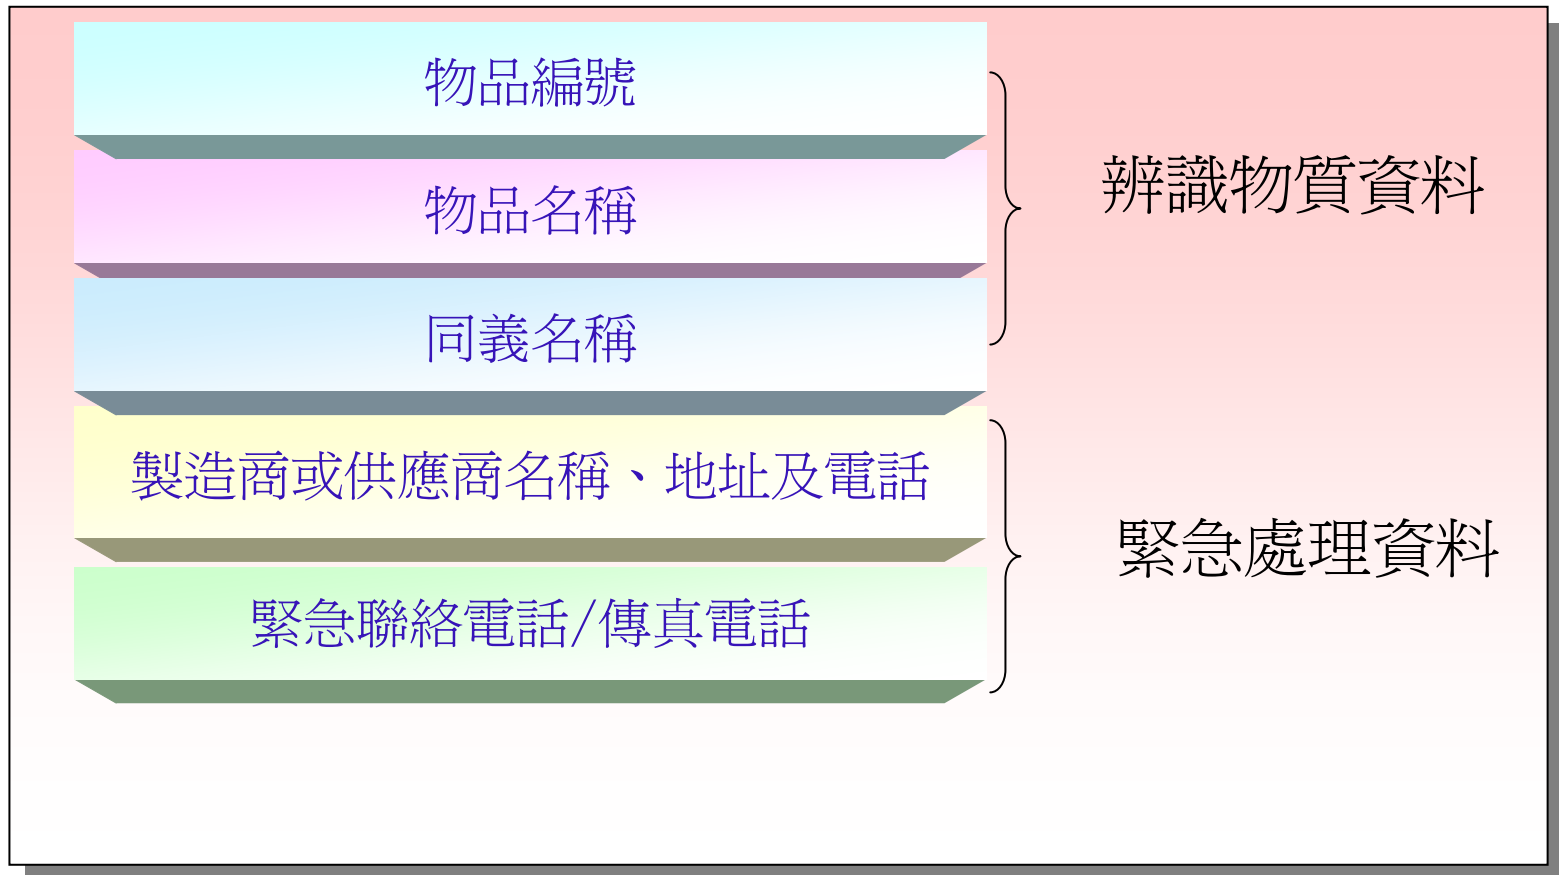 物品編號
物品名稱
同義名稱
辨識物質資料
製造商或供應商名稱、地址及電話
緊急聯絡電話/傳真電話
緊急處理資料